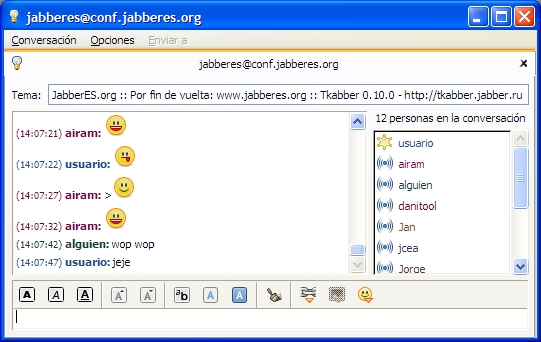 jabberes@conf.jabberes.org
Conversación Opciones Enviar a
jabberes@conf.jabberes.org
Tema: JabberES.org :: Por fin de vuelta: www.jabberes.org :: Tkabber 0.10.0 - http://tkabber.jabber.ru
12 personas en la conversación
(14:07:21) airam:
(14:07:22) usuario:
(14:07:27) airam: >
(14:07:32) airam:
(14:07:42) alguien: wop wop
(14:07:47) usuario: jeje
usuario
airam
alguien
danitool
Jan
jcea
Jorge
A A A A A ab A A